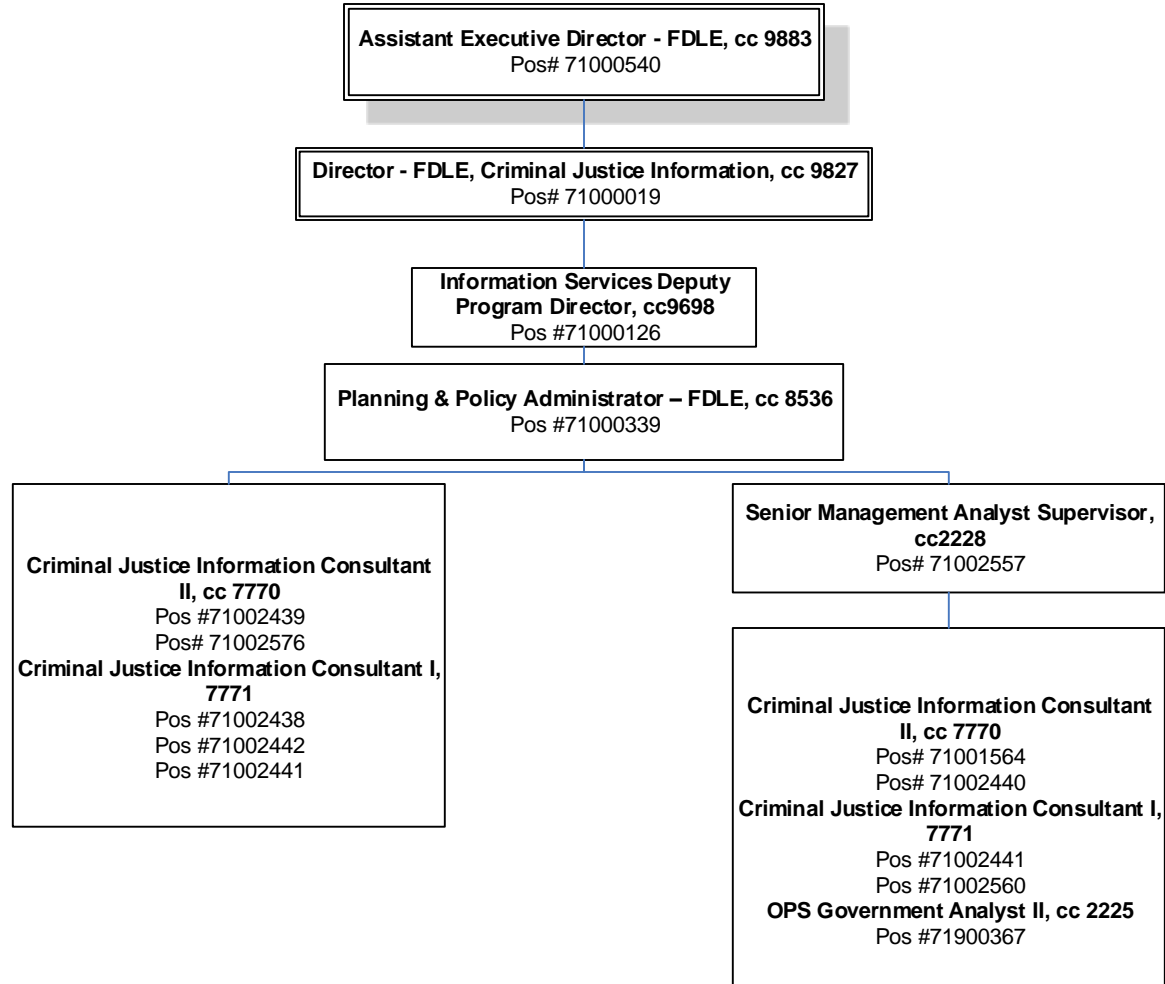 Assistant Executive Director - FDLE, cc 9883
Pos# 71000540
Director - FDLE, Criminal Justice Information, cc 9827
Pos# 71000019
Information Services Deputy
Program Director, cc9698
Pos #71000126
Planning & Policy Administrator – FDLE, cc 8536
Pos #71000339
Criminal Justice Information Consultant
II, cc 7770
Pos #71002439
Pos# 71002576
Criminal Justice Information Consultant I,
7771
Pos #71002438
Pos #71002442
Pos #71002441
Senior Management Analyst Supervisor,
cc2228
Pos# 71002557
Criminal Justice Information Consultant
II, cc 7770
Pos# 71001564
Pos# 71002440
Criminal Justice Information Consultant I,
7771
Pos #71002441
Pos #71002560
OPS Government Analyst II, cc 2225
Pos #71900367